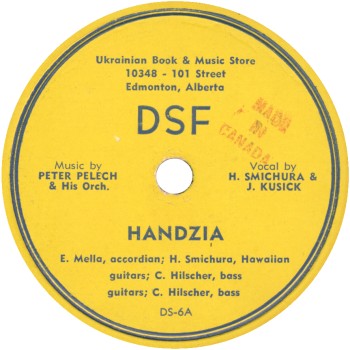 Ukrainian Book & Music Store
10348 - 101 Street
Edmonton, Alberta
DSF
MADE
IN
CANADA
Music by
PETER PELECH
& His Orch.
Vocal by
H. SMICHURA &
J. KUSICK
HANDZIA
E. Mella, accordian; H. Smichura, Hawaiian
guitars; C. Hilscher, bass
guitars; C. Hilscher, bass
DS-6A